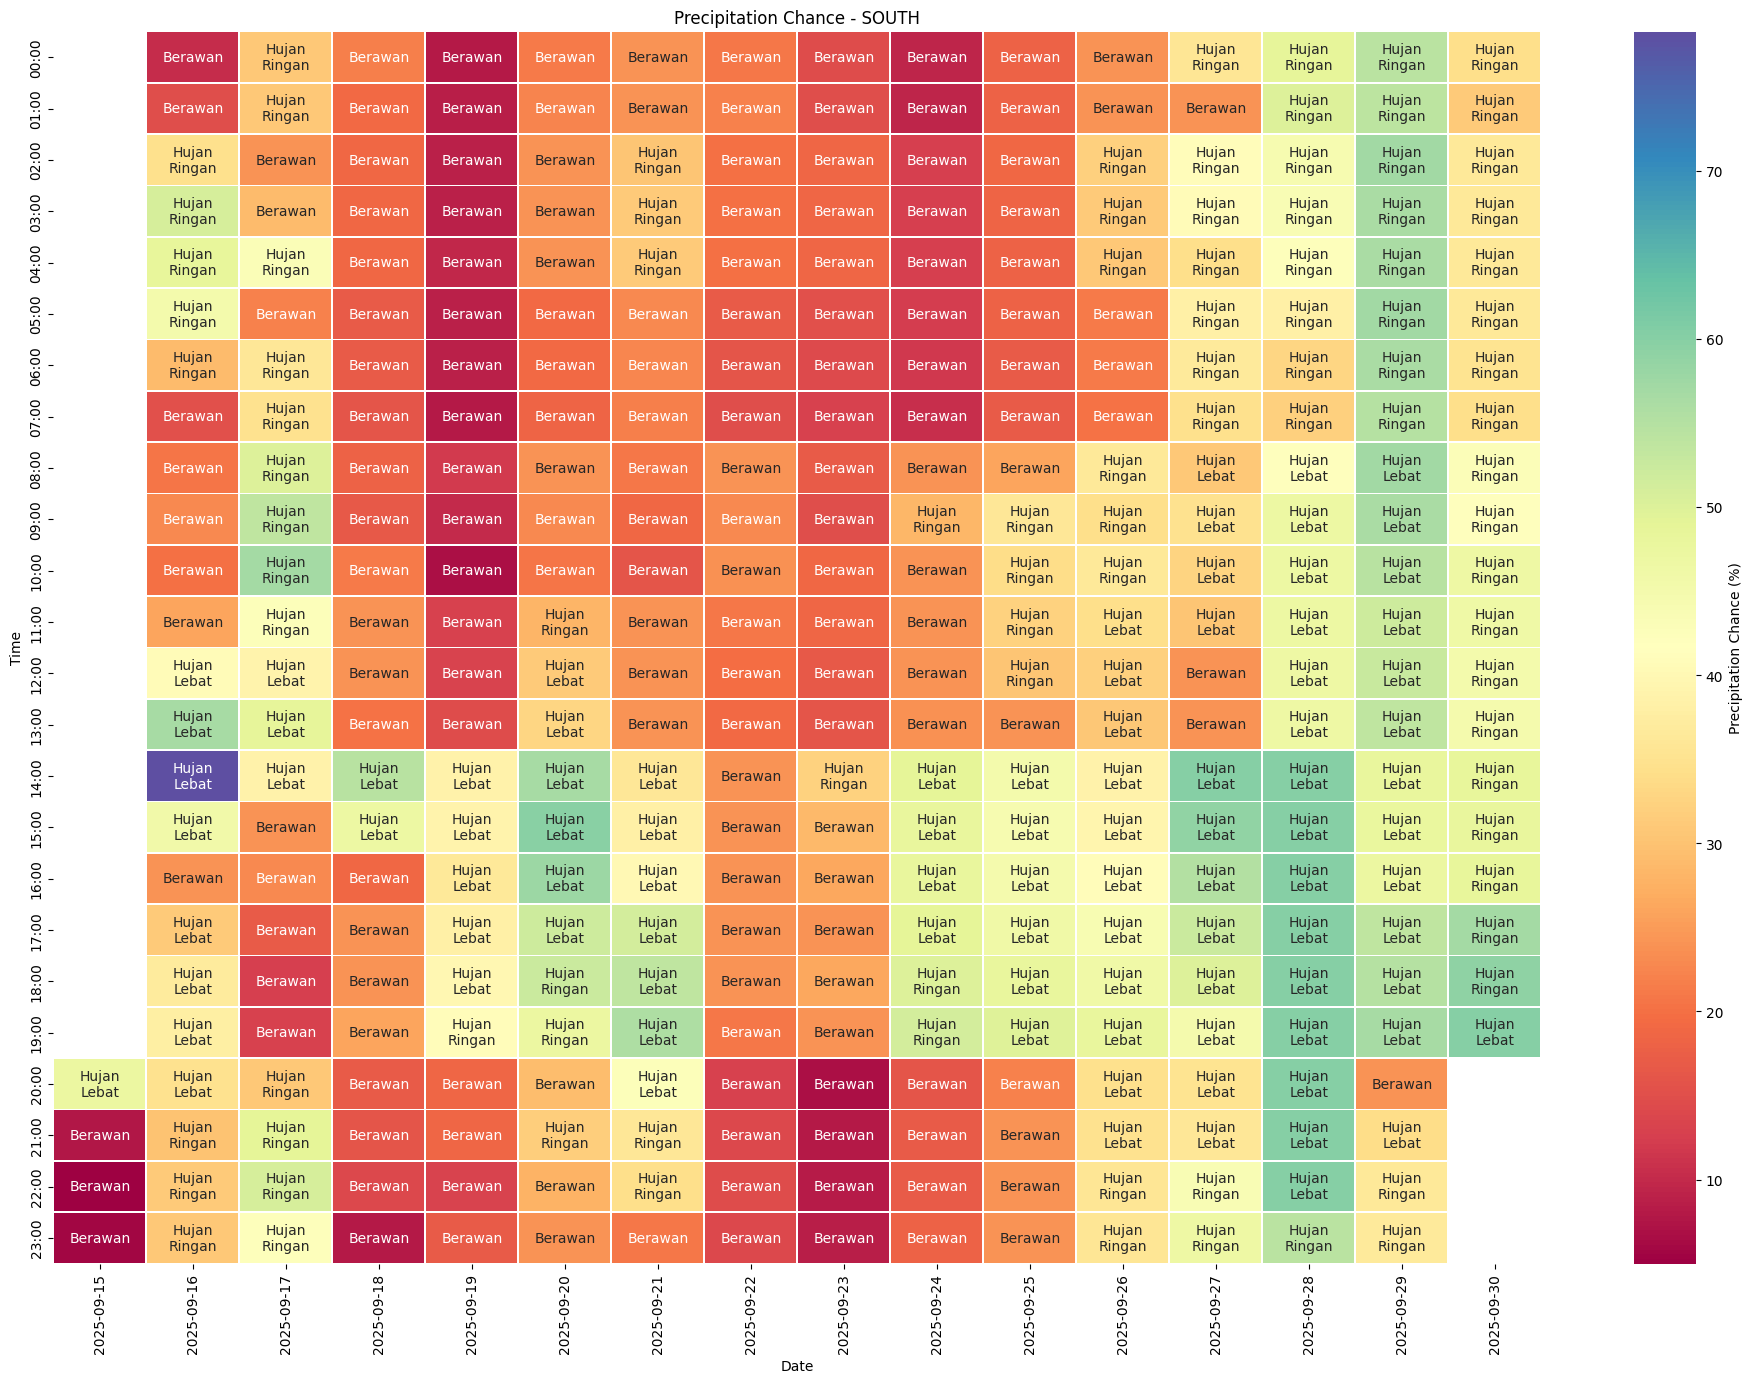 Precipitation Chance - SOUTH
00:00 Berawan Hujan Ringan Berawan Berawan Berawan Berawan Berawan Berawan Berawan Berawan Berawan Hujan Ringan Hujan Ringan Hujan Ringan Hujan Ringan
01:00 Berawan Hujan Ringan Berawan Berawan Berawan Berawan Berawan Berawan Berawan Berawan Berawan Berawan Hujan Ringan Hujan Ringan Hujan Ringan
02:00 Hujan Ringan Berawan Berawan Berawan Berawan Hujan Ringan Berawan Berawan Berawan Berawan Hujan Ringan Hujan Ringan Hujan Ringan Hujan Ringan Hujan Ringan
03:00 Hujan Ringan Berawan Berawan Berawan Berawan Hujan Ringan Berawan Berawan Berawan Berawan Hujan Ringan Hujan Ringan Hujan Ringan Hujan Ringan Hujan Ringan
04:00 Hujan Ringan Hujan Ringan Berawan Berawan Berawan Hujan Ringan Berawan Berawan Berawan Berawan Hujan Ringan Hujan Ringan Hujan Ringan Hujan Ringan Hujan Ringan
05:00 Hujan Ringan Berawan Berawan Berawan Berawan Berawan Berawan Berawan Berawan Berawan Berawan Hujan Ringan Hujan Ringan Hujan Ringan Hujan Ringan
06:00 Hujan Ringan Hujan Ringan Berawan Berawan Berawan Berawan Berawan Berawan Berawan Berawan Berawan Hujan Ringan Hujan Ringan Hujan Ringan Hujan Ringan
07:00 Berawan Hujan Ringan Berawan Berawan Berawan Berawan Berawan Berawan Berawan Berawan Berawan Hujan Ringan Hujan Ringan Hujan Ringan Hujan Ringan
08:00 Berawan Hujan Ringan Berawan Berawan Berawan Berawan Berawan Berawan Berawan Berawan Hujan Ringan Hujan Lebat Hujan Lebat Hujan Lebat Hujan Ringan
09:00 Berawan Hujan Ringan Berawan Berawan Berawan Berawan Berawan Berawan Hujan Ringan Hujan Ringan Hujan Ringan Hujan Lebat Hujan Lebat Hujan Lebat Hujan Ringan
10:00 Berawan Hujan Ringan Berawan Berawan Berawan Berawan Berawan Berawan Berawan Hujan Ringan Hujan Ringan Hujan Lebat Hujan Lebat Hujan Lebat Hujan Ringan
11:00 Berawan Hujan Ringan Berawan Berawan Hujan Ringan Berawan Berawan Berawan Berawan Hujan Ringan Hujan Lebat Hujan Lebat Hujan Lebat Hujan Lebat Hujan Ringan
12:00 Hujan Lebat Hujan Lebat Berawan Berawan Hujan Lebat Berawan Berawan Berawan Berawan Hujan Ringan Hujan Lebat Berawan Hujan Lebat Hujan Lebat Hujan Ringan
13:00 Hujan Lebat Hujan Lebat Berawan Berawan Hujan Lebat Berawan Berawan Berawan Berawan Berawan Hujan Lebat Berawan Hujan Lebat Hujan Lebat Hujan Ringan
14:00 Hujan Lebat Hujan Lebat Hujan Lebat Hujan Lebat Hujan Lebat Hujan Lebat Berawan Hujan Ringan Hujan Lebat Hujan Lebat Hujan Lebat Hujan Lebat Hujan Lebat Hujan Lebat Hujan Ringan
15:00 Hujan Lebat Berawan Hujan Lebat Hujan Lebat Hujan Lebat Hujan Lebat Berawan Berawan Hujan Lebat Hujan Lebat Hujan Lebat Hujan Lebat Hujan Lebat Hujan Lebat Hujan Ringan
16:00 Berawan Berawan Berawan Hujan Lebat Hujan Lebat Hujan Lebat Berawan Berawan Hujan Lebat Hujan Lebat Hujan Lebat Hujan Lebat Hujan Lebat Hujan Lebat Hujan Ringan
17:00 Hujan Lebat Berawan Berawan Hujan Lebat Hujan Lebat Hujan Lebat Berawan Berawan Hujan Lebat Hujan Lebat Hujan Lebat Hujan Lebat Hujan Lebat Hujan Lebat Hujan Ringan
18:00 Hujan Lebat Berawan Berawan Hujan Lebat Hujan Ringan Hujan Lebat Berawan Berawan Hujan Ringan Hujan Lebat Hujan Lebat Hujan Lebat Hujan Lebat Hujan Lebat Hujan Ringan
19:00 Hujan Lebat Berawan Berawan Hujan Ringan Hujan Ringan Hujan Lebat Berawan Berawan Hujan Ringan Hujan Lebat Hujan Lebat Hujan Lebat Hujan Lebat Hujan Lebat Hujan Lebat
20:00 Hujan Lebat Hujan Lebat Hujan Ringan Berawan Berawan Berawan Hujan Lebat Berawan Berawan Berawan Berawan Hujan Lebat Hujan Lebat Hujan Lebat Berawan
21:00 Berawan Hujan Ringan Hujan Ringan Berawan Berawan Hujan Ringan Hujan Ringan Berawan Berawan Berawan Berawan Hujan Lebat Hujan Lebat Hujan Lebat Hujan Lebat
22:00 Berawan Hujan Ringan Hujan Ringan Berawan Berawan Berawan Hujan Ringan Berawan Berawan Berawan Berawan Hujan Ringan Hujan Ringan Hujan Lebat Hujan Ringan
23:00 Berawan Hujan Ringan Hujan Ringan Berawan Berawan Berawan Berawan Berawan Berawan Berawan Berawan Hujan Ringan Hujan Ringan Hujan Ringan Hujan Ringan
Time
2025-09-15 2025-09-16 2025-09-17 2025-09-18 2025-09-19 2025-09-20 2025-09-21 2025-09-22 2025-09-23 2025-09-24 2025-09-25 2025-09-26 2025-09-27 2025-09-28 2025-09-29 2025-09-30
Date
70
60
50
40
30
20
10
Precipitation Chance (%)